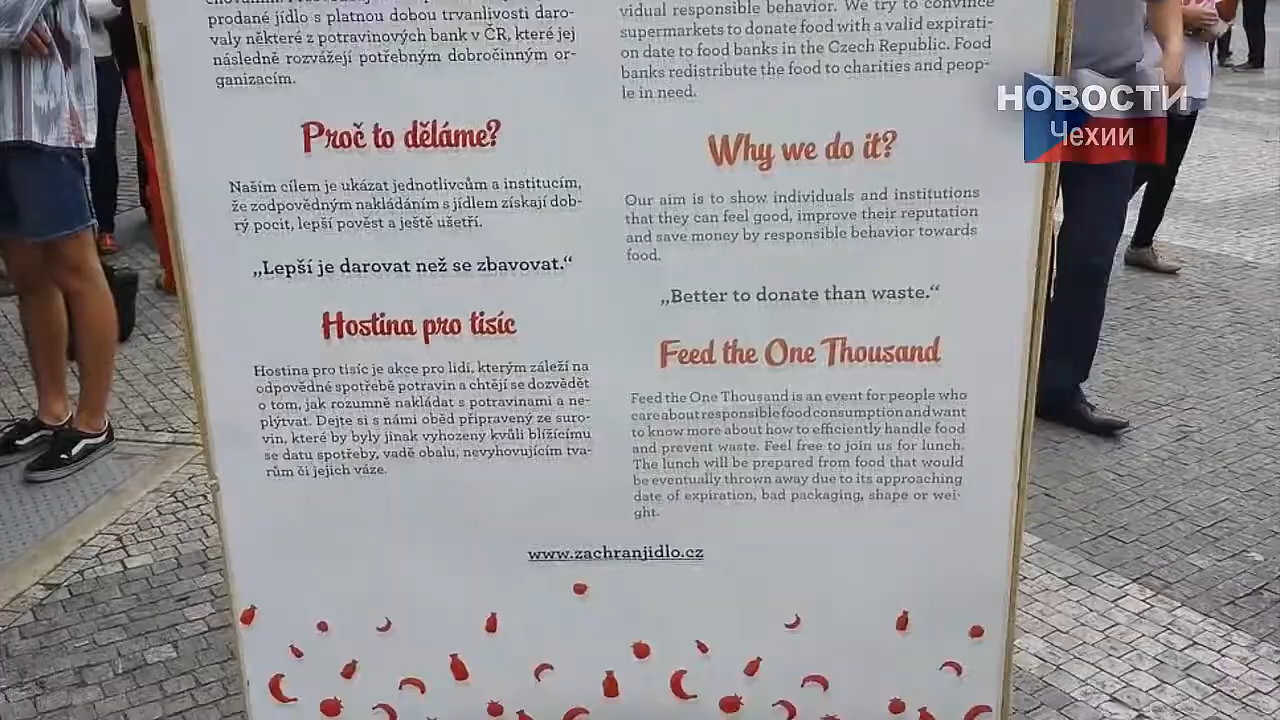 prodané jídlo s platnou dobou trvanlivosti daro-
valy některé z potravinových bank v ČR, které jej
následně rozvážejí potřebným dobročinným or-
ganizacím.
Proč to děláme?
Naším cílem je ukázat jednotlivcům a institucím,
že zodpovědným nakládáním s jídlem získají dob-
rý pocit, lepší pověst a ještě ušetří.
„Lepší je darovat než se zbavovat.“
Hostina pro tisíc
Hostina pro tisíc je akce pro lidi, kterým záleží na
odpovědné spotřebě potravin a chtějí se dozvědět
o tom, jak rozumně nakládat s potravinami a ne-
plýtvat. Dejte si s námi oběd připravený ze suro-
vin, které by byly jinak vyhozeny kvůli blížícímu
se datu spotřeby, vadě obalu, nevyhovujícím tva-
rům či jejich váze.
vidual responsible behavior. We try to convince
supermarkets to donate food with a valid expirati-
on date to food banks in the Czech Republic. Food
banks redistribute the food to charities and peop-
le in need.
Why we do it?
Our aim is to show individuals and institutions
that they can feel good, improve their reputation
and save money by responsible behavior towards
food.
„Better to donate than waste.“
Feed the One Thousand
Feed the One Thousand is an event for people who
care about responsible food consumption and want
to know more about how to efficiently handle food
and prevent waste. Feel free to join us for lunch.
The lunch will be prepared from food that would
be eventually thrown away due to its approaching
date of expiration, bad packaging, shape or wei-
ght.
www.zachranjidlo.cz
НОВОСТИ
Чехии